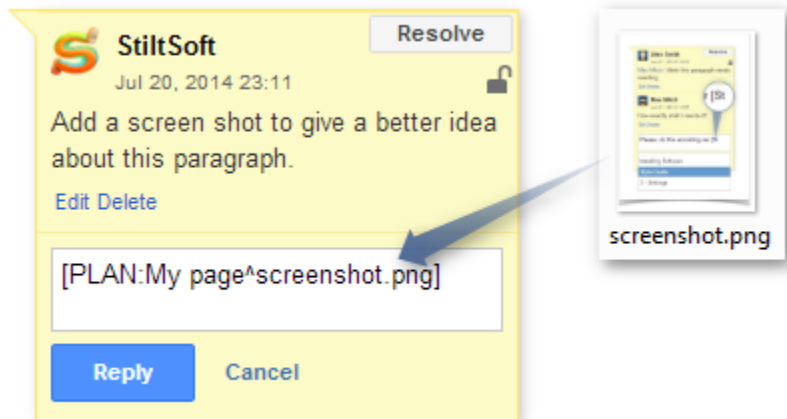 StiltSoft
Resolve
Jul 20, 2014 23:11
Add a screen shot to give a better idea
about this paragraph.
Edit Delete
[PLAN:My page^screenshot.png]
Reply
Cancel
screenshot.png